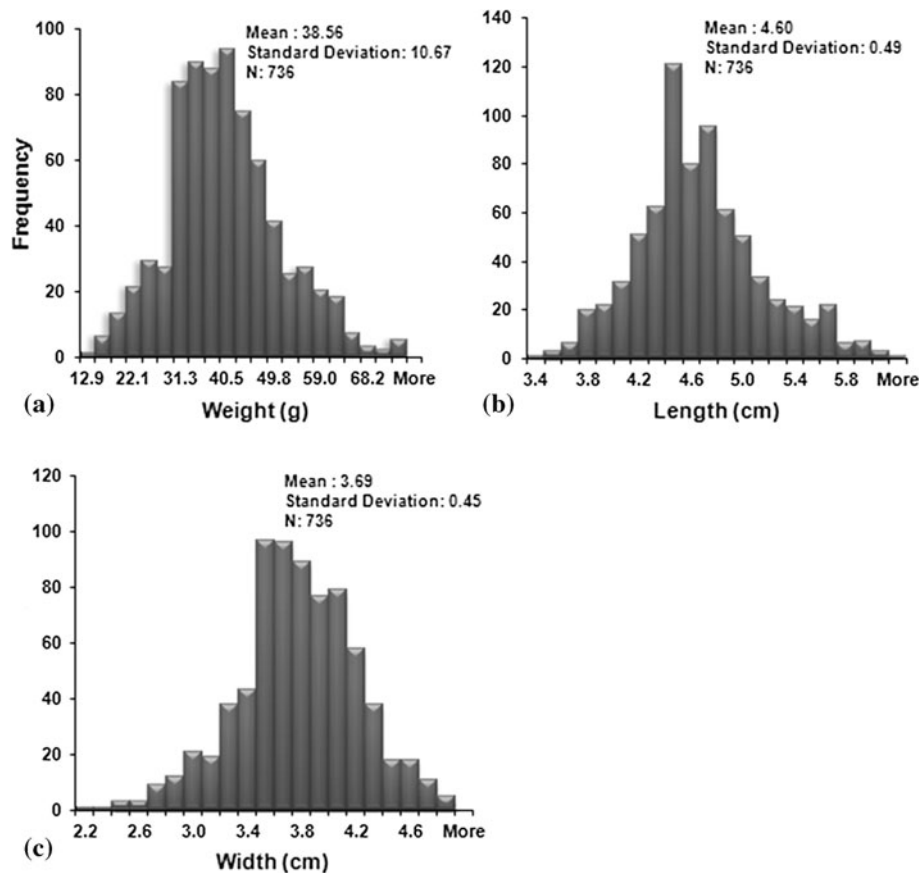 Mean : 38.56
Standard Deviation: 10.67
N: 736
100
80
60
40
20
0
Frequency
12.9 22.1 31.3 40.5 49.8 59.0 68.2 More
(a) Weight (g)
Mean : 4.60
Standard Deviation: 0.49
N: 736
140
120
100
80
60
40
20
0
3.4 3.8 4.2 4.6 5.0 5.4 5.8 More
(b) Length (cm)
Mean : 3.69
Standard Deviation: 0.45
N: 736
120
100
80
60
40
20
0
2.2 2.6 3.0 3.4 3.8 4.2 4.6 More
(c) Width (cm)